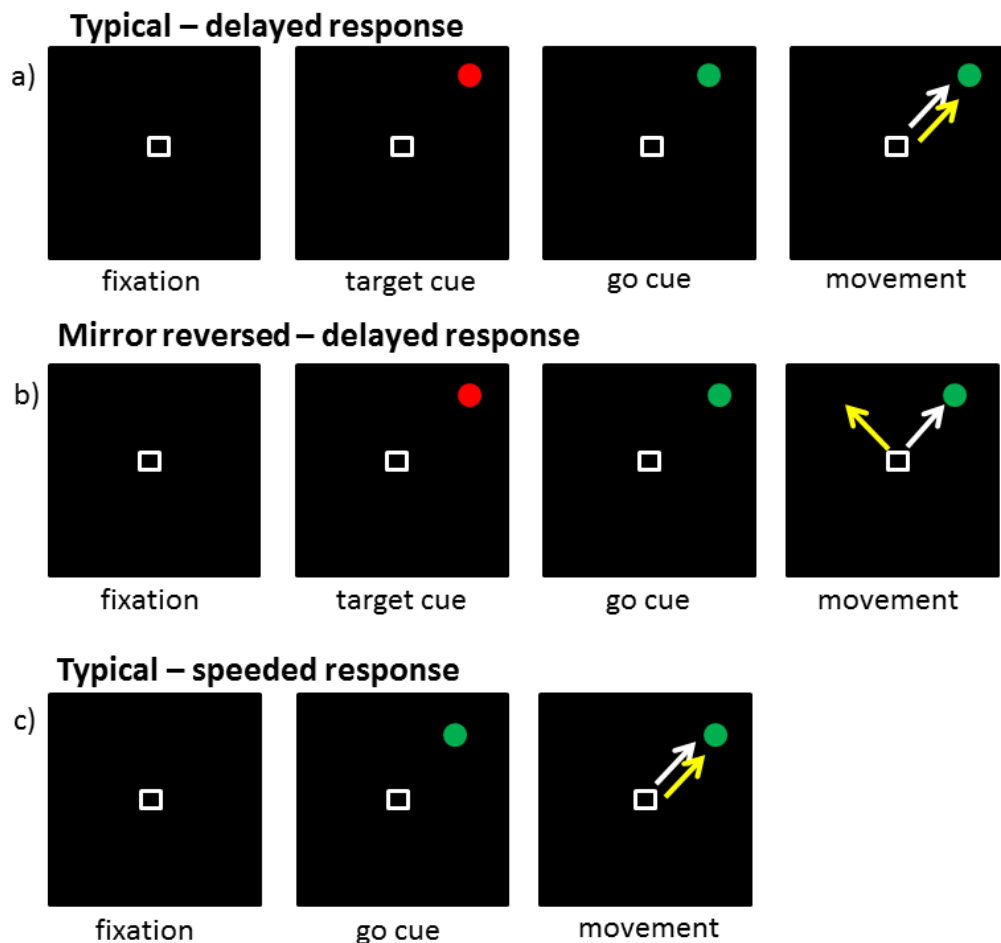 Typical – delayed response
a)
fixation target cue go cue movement
Mirror reversed – delayed response
b)
fixation target cue go cue movement
Typical – speeded response
c)
fixation go cue movement